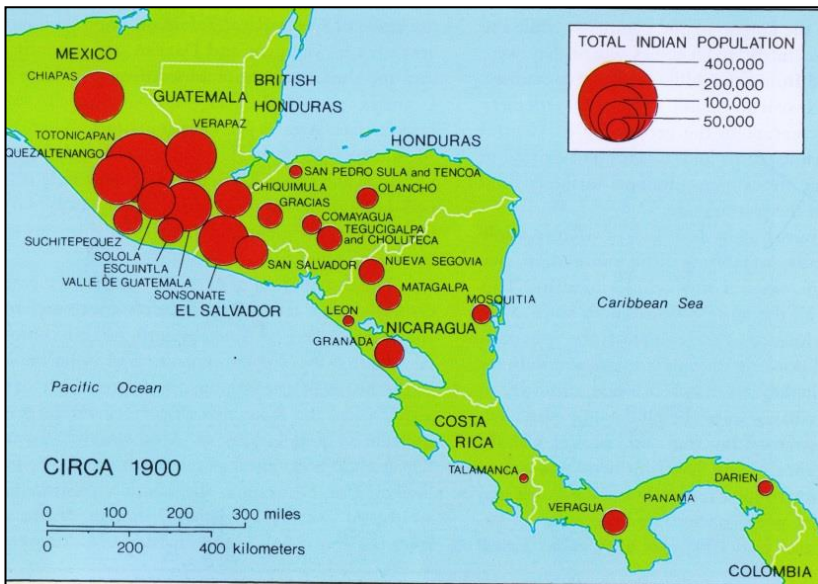 TOTAL INDIAN POPULATION
400,000
200,000
100,000
50,000
MEXICO
CHIAPAS
GUATEMALA
BRITISH
HONDURAS
VERAPAZ
TOTONICAPAN
QUEZALTENANGO
HONDURAS
SAN PEDRO SULA and TENCOA
CHIQUIMULA
OLANCHO
GRACIAS
COMAYAGUA
TEGUCIGALPA
and CHOLUTECA
SUCHITEPEQUEZ
SOLOLA
ESCUINTLA
VALLE DE GUATEMALA
SONSONATE
SAN SALVADOR
NUEVA SEGOVIA
EL SALVADOR
MATAGALPA
MOSQUITIA
Caribbean Sea
LEON
NICARAGUA
GRANADA
Pacific Ocean
COSTA
RICA
TALAMANCA
VERAGUA
PANAMA
DARIEN
COLOMBIA
CIRCA 1900
0 100 200 300 miles
0 200 400 kilometers